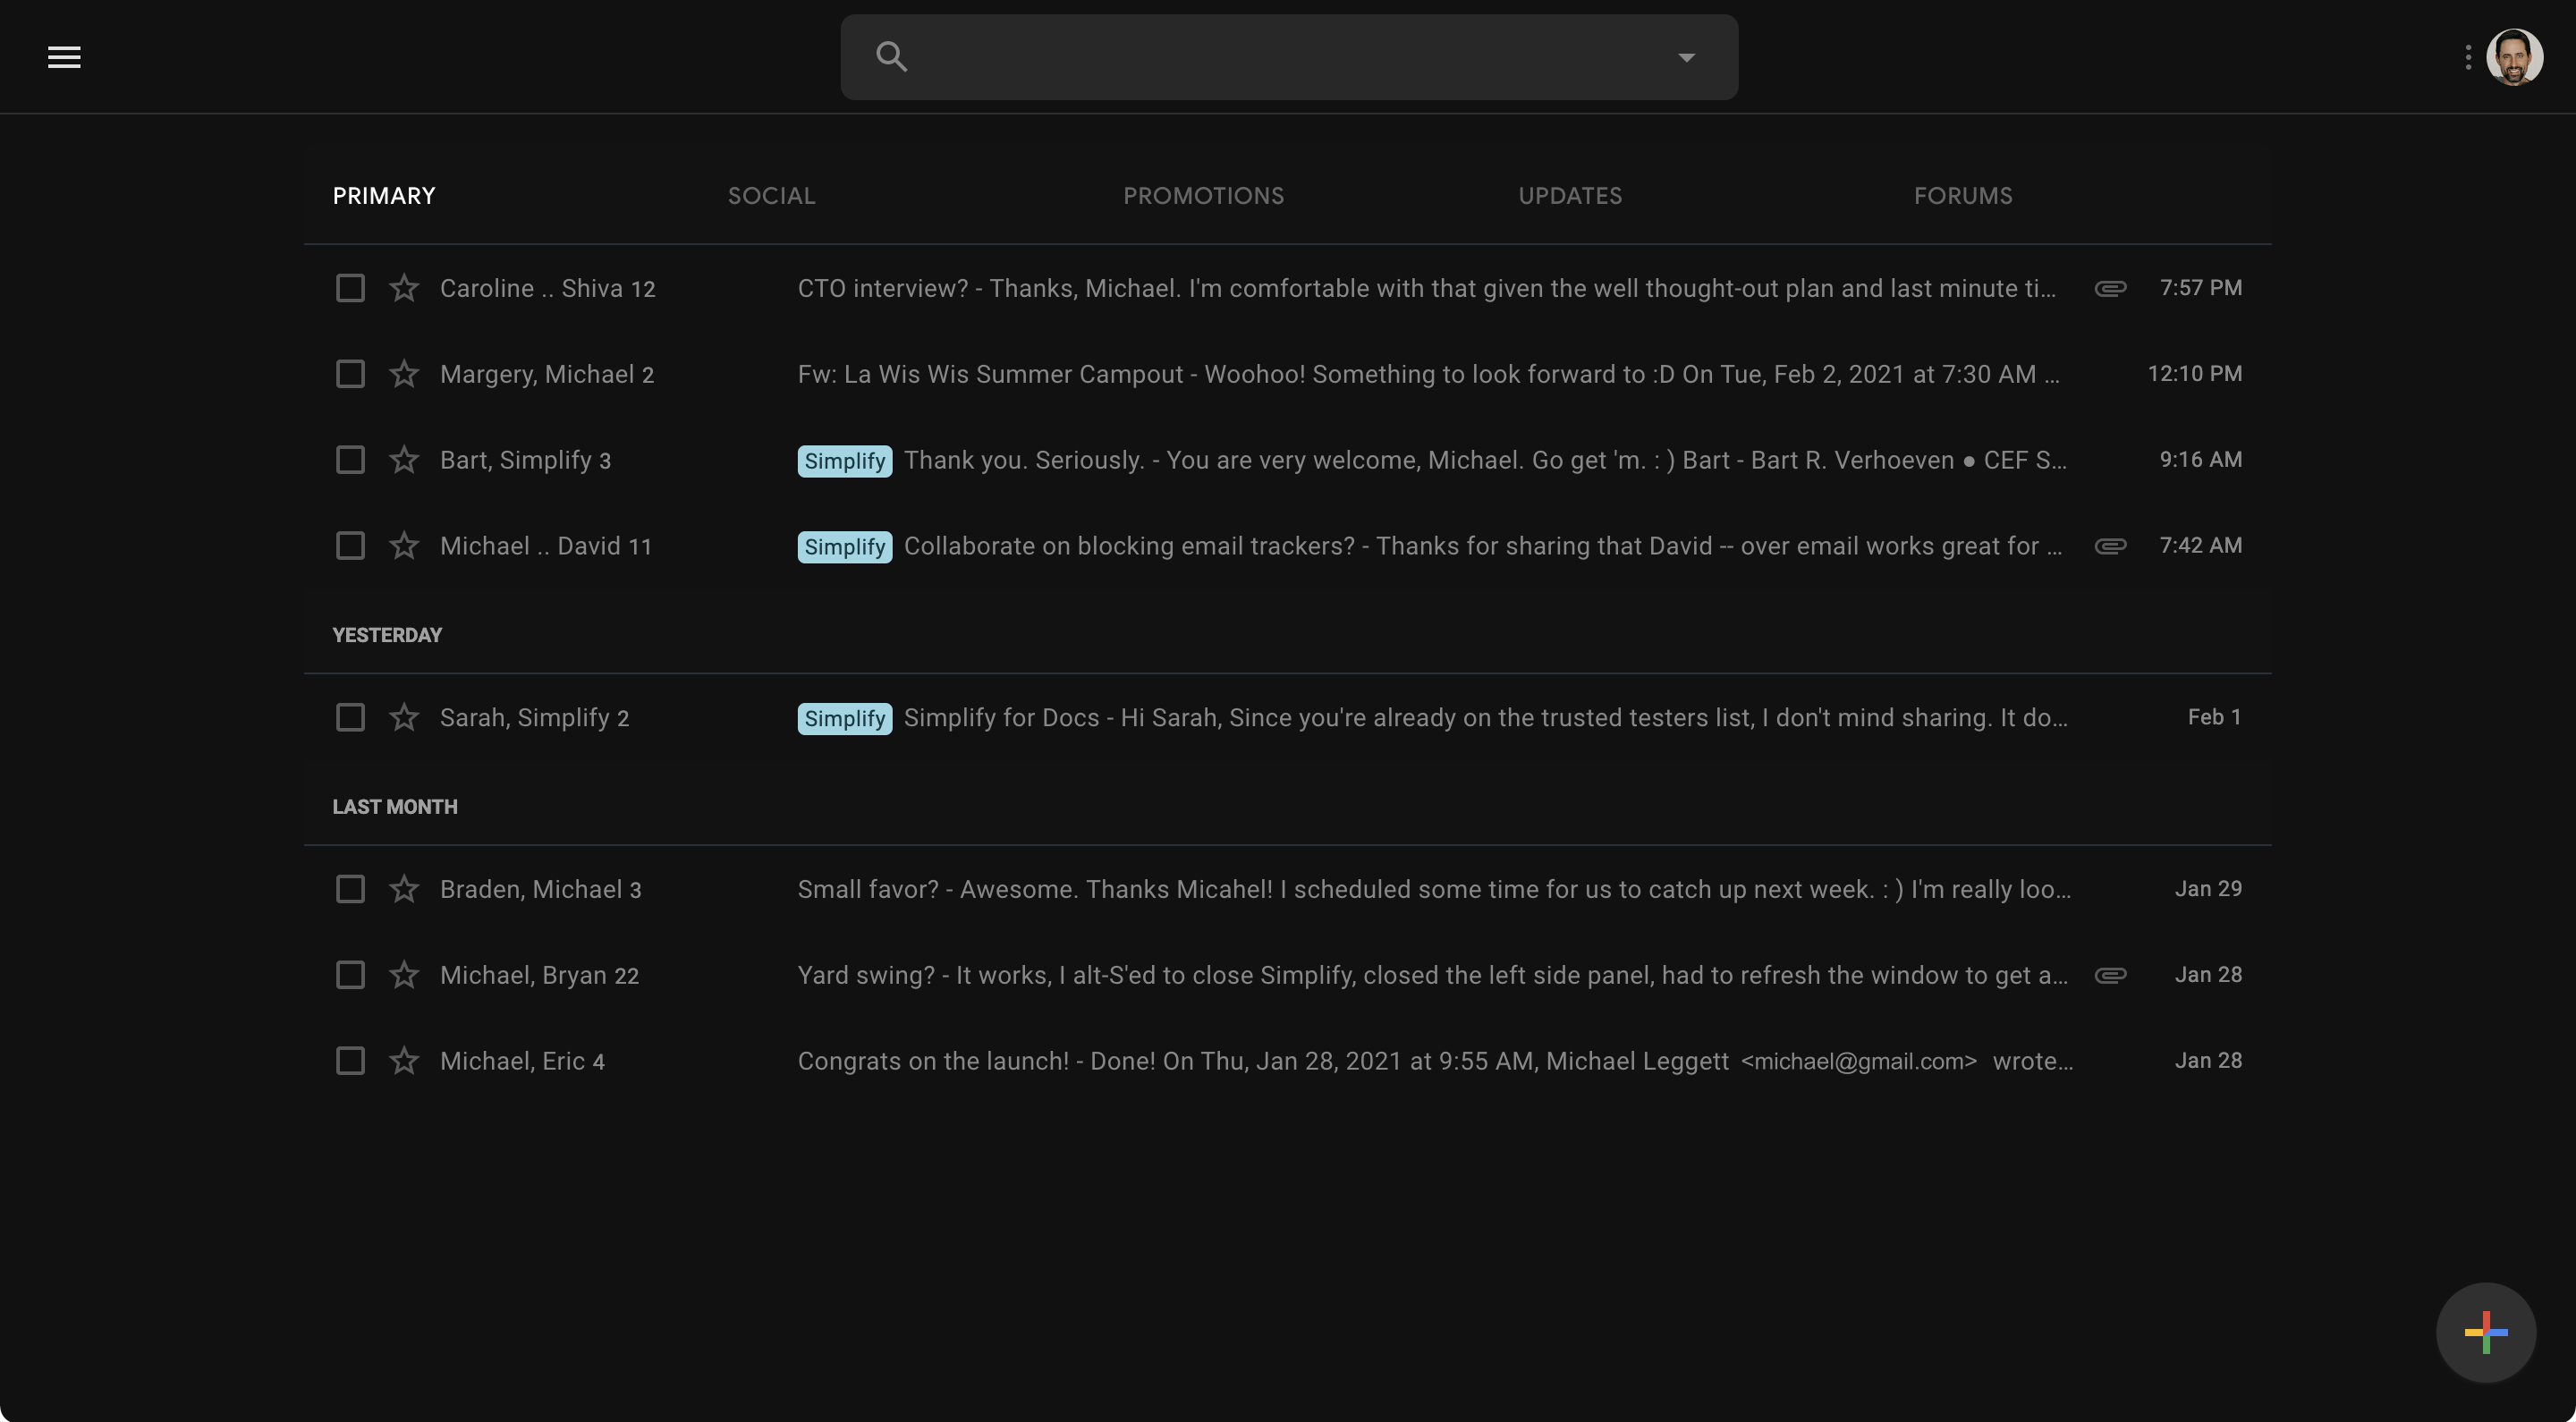 PRIMARY SOCIAL PROMOTIONS UPDATES FORUMS
Caroline .. Shiva 12 CTO interview? - Thanks, Michael. I'm comfortable with that given the well thought-out plan and last minute ti... 7:57 PM
Margery, Michael 2 Fw: La Wis Wis Summer Campout - Woohoo! Something to look forward to :D On Tue, Feb 2, 2021 at 7:30 AM ... 12:10 PM
Bart, Simplify 3 Simplify Thank you. Seriously. - You are very welcome, Michael. Go get 'm. : ) Bart - Bart R. Verhoeven ● CEF S... 9:16 AM
Michael .. David 11 Simplify Collaborate on blocking email trackers? - Thanks for sharing that David -- over email works great for ... 7:42 AM
YESTERDAY
Sarah, Simplify 2 Simplify Simplify for Docs - Hi Sarah, Since you're already on the trusted testers list, I don't mind sharing. It do... Feb 1
LAST MONTH
Braden, Michael 3 Small favor? - Awesome. Thanks Micahel! I scheduled some time for us to catch up next week. : ) I'm really loo... Jan 29
Michael, Bryan 22 Yard swing? - It works, I alt-S'ed to close Simplify, closed the left side panel, had to refresh the window to get a... Jan 28
Michael, Eric 4 Congrats on the launch! - Done! On Thu, Jan 28, 2021 at 9:55 AM, Michael Leggett <michael@gmail.com> wrote... Jan 28